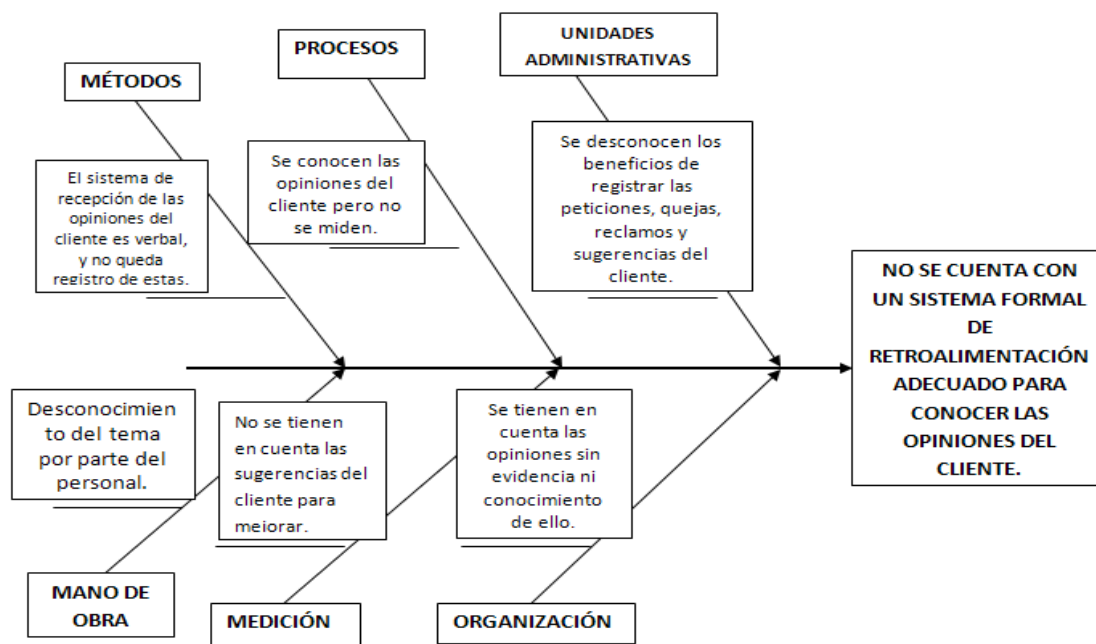 MÉTODOS
PROCESOS
UNIDADES
ADMINISTRATIVAS
El sistema de
recepción de las
opiniones del
cliente es verbal,
y no queda
registro de estas.
Se conocen las
opiniones del
cliente pero no
se miden.
Se desconocen los
beneficios de
registrar las
peticiones, quejas,
reclamos y
sugerencias del
cliente.
NO SE CUENTA CON
UN SISTEMA FORMAL
DE
RETROALIMENTACIÓN
ADECUADO PARA
CONOCER LAS
OPINIONES DEL
CLIENTE.
Desconocimien
to del tema
por parte del
personal.
No se tienen
en cuenta las
sugerencias del
cliente para
mejorar.
Se tienen en
cuenta las
opiniones sin
evidencia ni
conocimiento
de ello.
MANO DE
OBRA
MEDICIÓN
ORGANIZACIÓN